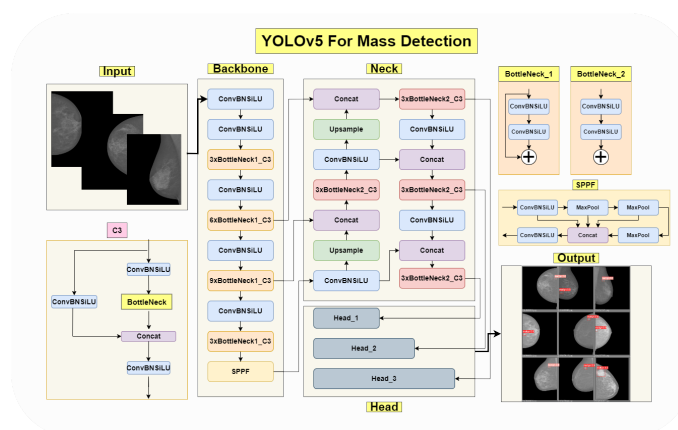 YOLOv5 For Mass Detection
Input
Backbone
ConvBNSiLU
ConvBNSiLU
3xBottleNeck1_C3
ConvBNSiLU
6xBottleNeck1_C3
ConvBNSiLU
9xBottleNeck1_C3
ConvBNSiLU
3xBottleNeck1_C3
SPPF
Neck
Concat
Upsample
ConvBNSiLU
3xBottleNeck2_C3
Concat
Upsample
ConvBNSiLU
3xBottleNeck2_C3
ConvBNSiLU
Concat
3xBottleNeck2_C3
ConvBNSiLU
Concat
3xBottleNeck2_C3
Head_1
Head_2
Head_3
Head
BottleNeck_1
ConvBNSiLU
ConvBNSiLU
BottleNeck_2
ConvBNSiLU
ConvBNSiLU
SPPF
ConvBNSiLU
MaxPool
MaxPool
ConvBNSiLU
Concat
MaxPool
C3
ConvBNSiLU
ConvBNSiLU
BottleNeck
Concat
ConvBNSiLU
Output